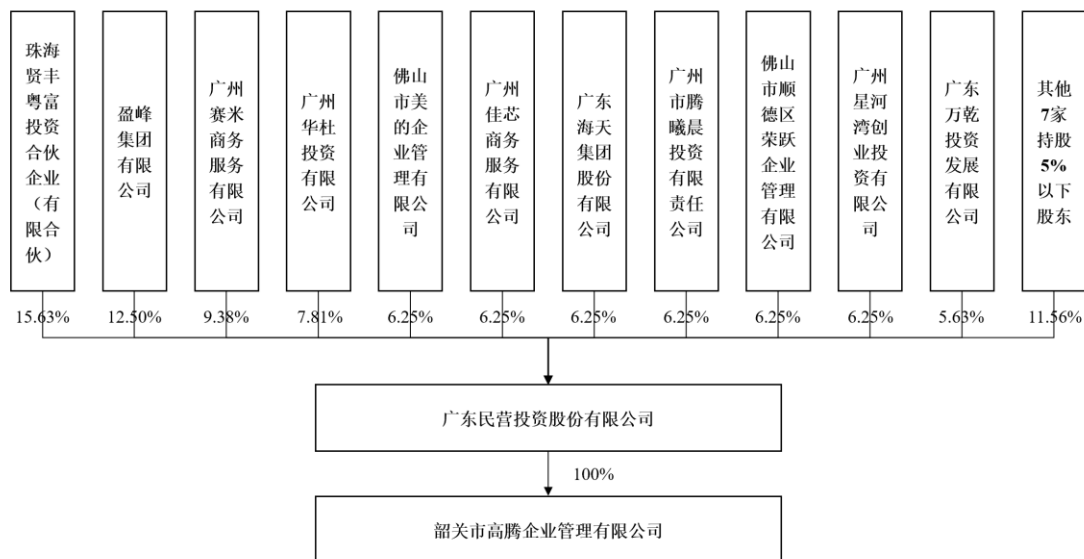 珠海
贤丰
粤富
投资
合伙
企业
（有
限合
伙）
盈峰
集团
有限
公司
广州
赛米
商务
服务
有限
公司
广州
华杜
投资
有限
公司
佛山
市美
的企
业管
理有
限公
司
广州
佳芯
商务
服务
有限
公司
广东
海天
集团
股份
有限
公司
广州
市腾
曦晨
投资
有限
责任
公司
佛山
市顺
德区
荣跃
企业
管理
有限
公司
广州
星河
湾创
业投
资有
限公
司
广东
万乾
投资
发展
有限
公司
其他
7家
持股
5%
以下
股东
15.63%
12.50%
9.38%
7.81%
6.25%
6.25%
6.25%
6.25%
6.25%
6.25%
5.63%
11.56%
广东民营投资股份有限公司
100%
韶关市高腾企业管理有限公司